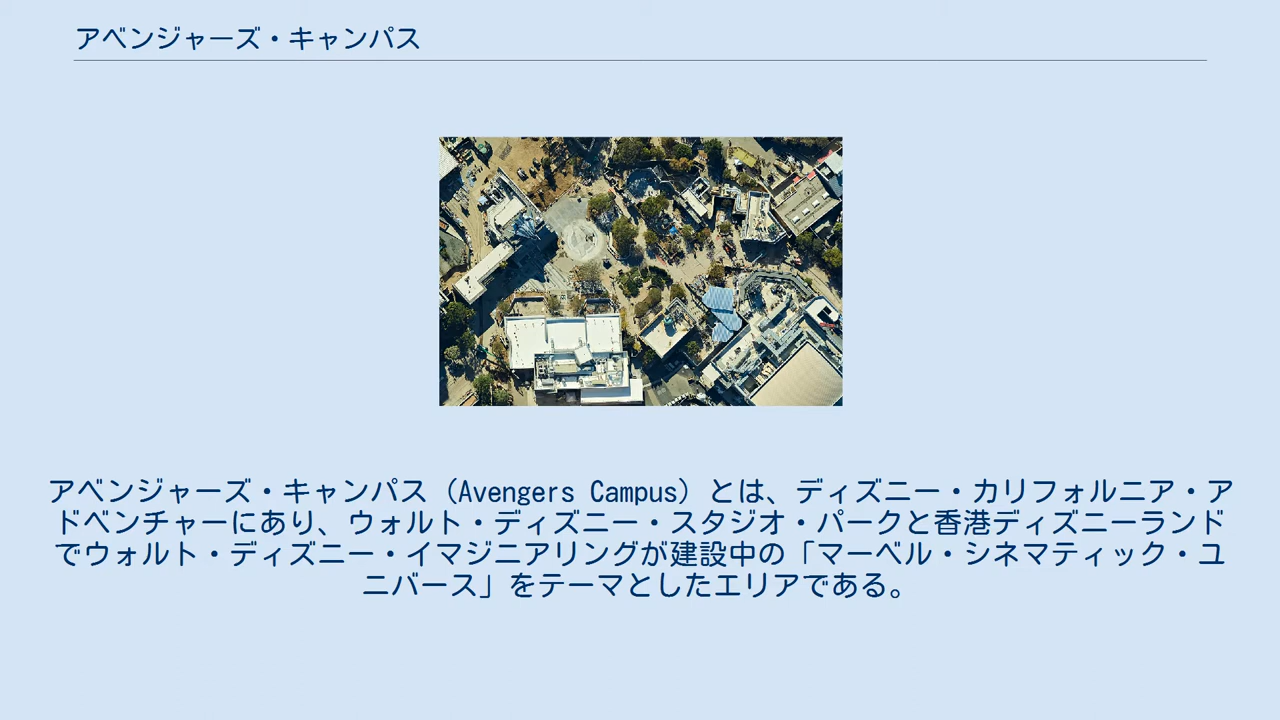 アベンジャーズ・キャンパス
アベンジャーズ・キャンパス（Avengers Campus）とは、ディズニー・カリフォルニア・ア
ドベンチャーにあり、ウォルト・ディズニー・スタジオ・パークと香港ディズニーランド
でウォルト・ディズニー・イマジニアリングが建設中の「マーベル・シネマティック・ユ
ニバース」をテーマとしたエリアである。